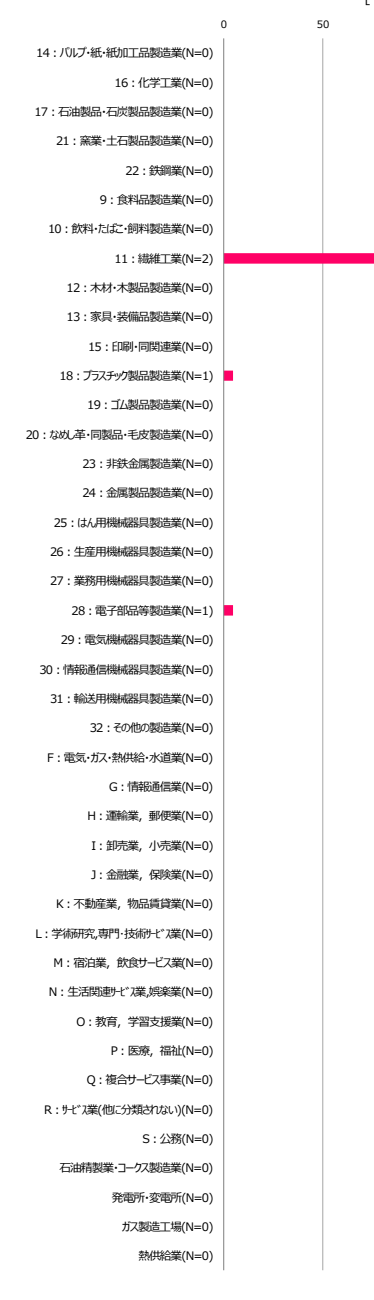 0 50
14：パルプ・紙・紙加工品製造業(N=0)
16：化学工業(N=0)
17：石油製品・石炭製品製造業(N=0)
21：窯業・土石製品製造業(N=0)
22：鉄鋼業(N=0)
9：食料品製造業(N=0)
10：飲料・たばこ・飼料製造業(N=0)
11：繊維工業(N=2)
12：木材・木製品製造業(N=0)
13：家具・装備品製造業(N=0)
15：印刷・同関連業(N=0)
18：プラスチック製品製造業(N=1)
19：ゴム製品製造業(N=0)
20：なめし革・同製品・毛皮製造業(N=0)
23：非鉄金属製造業(N=0)
24：金属製品製造業(N=0)
25：はん用機械器具製造業(N=0)
26：生産用機械器具製造業(N=0)
27：業務用機械器具製造業(N=0)
28：電子部品等製造業(N=1)
29：電気機械器具製造業(N=0)
30：情報通信機械器具製造業(N=0)
31：輸送用機械器具製造業(N=0)
32：その他の製造業(N=0)
F：電気・ガス・熱供給・水道業(N=0)
G：情報通信業(N=0)
H：運輸業，郵便業(N=0)
I：卸売業，小売業(N=0)
J：金融業，保険業(N=0)
K：不動産業，物品賃貸業(N=0)
L：学術研究,専門・技術ｻｰﾋﾞｽ業(N=0)
M：宿泊業，飲食サービス業(N=0)
N：生活関連ｻｰﾋﾞｽ業,娯楽業(N=0)
O：教育，学習支援業(N=0)
P：医療，福祉(N=0)
Q：複合サービス事業(N=0)
R：ｻｰﾋﾞｽ業(他に分類されない)(N=0)
S：公務(N=0)
石油精製業・コークス製造業(N=0)
発電所・変電所(N=0)
ガス製造工場(N=0)
熱供給業(N=0)